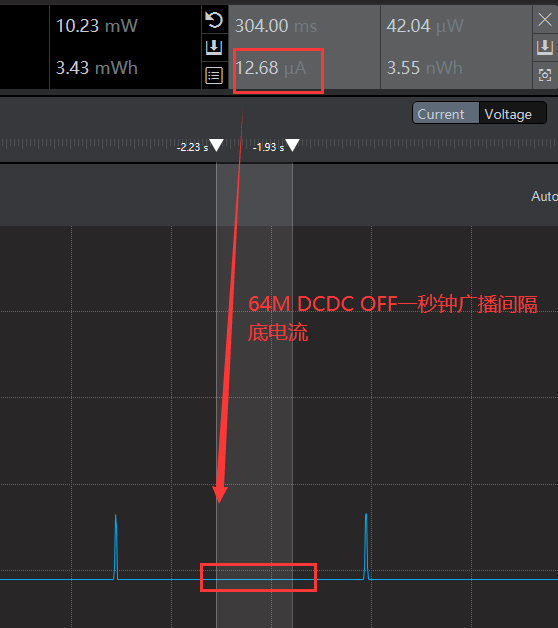 10.23 mW
304.00 ms
42.04 µW
3.43 mWh
12.68 µA
3.55 nWh
Current
Voltage
-2.23 s
-1.93 s
Auto
64M DCDC OFF一秒钟广播间隔
底电流